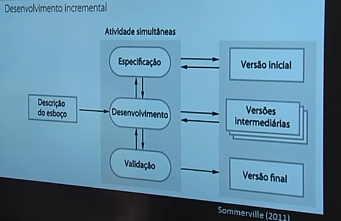 Desenvolvimento incremental
Atividade simultâneas
Especificação
Versão inicial
Descrição
do esboço
Desenvolvimento
Versões
intermediárias
Validação
Versão final
Sommerville (2011)